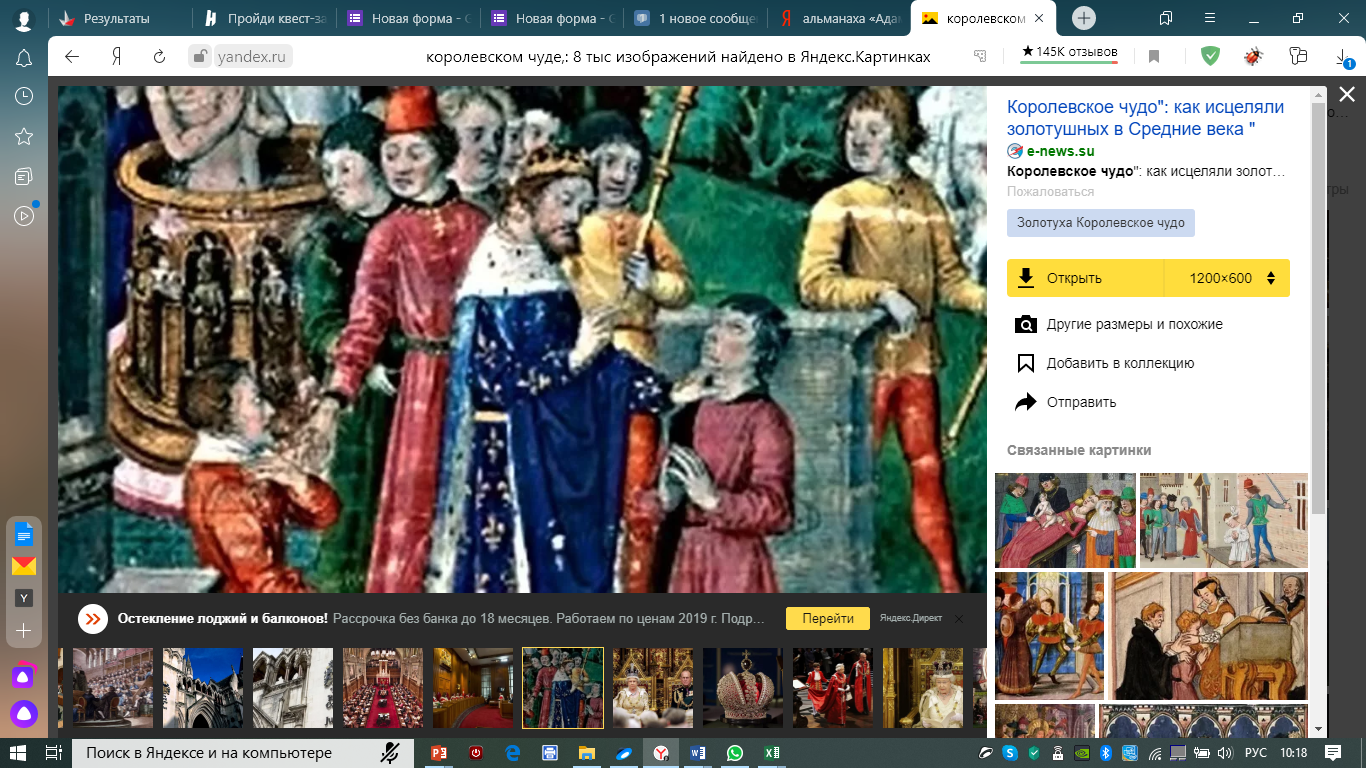 Результаты
Пройди квест-за
Новая форма - G
Новая форма - G
1 новое сообщен
альманаха «Адам
королевском
yandex.ru
королевском чуде,: 8 тыс изображений найдено в Яндекс.Картинках
★ 145К отзывов
1
Королевское чудо": как исцеляли
золотушных в Средние века "
e-news.su
Королевское чудо": как исцеляли золот…
Пожаловаться
Золотуха Королевское чудо
Открыть
1200×600
Другие размеры и похожие
Добавить в коллекцию
Отправить
Связанные картинки
Остекление лоджий и балконов! Рассрочка без банка до 18 месяцев. Работаем по ценам 2019 г. Подр…
Перейти
Яндекс.Директ
Поиск в Яндексе и на компьютере
РУС
10:18